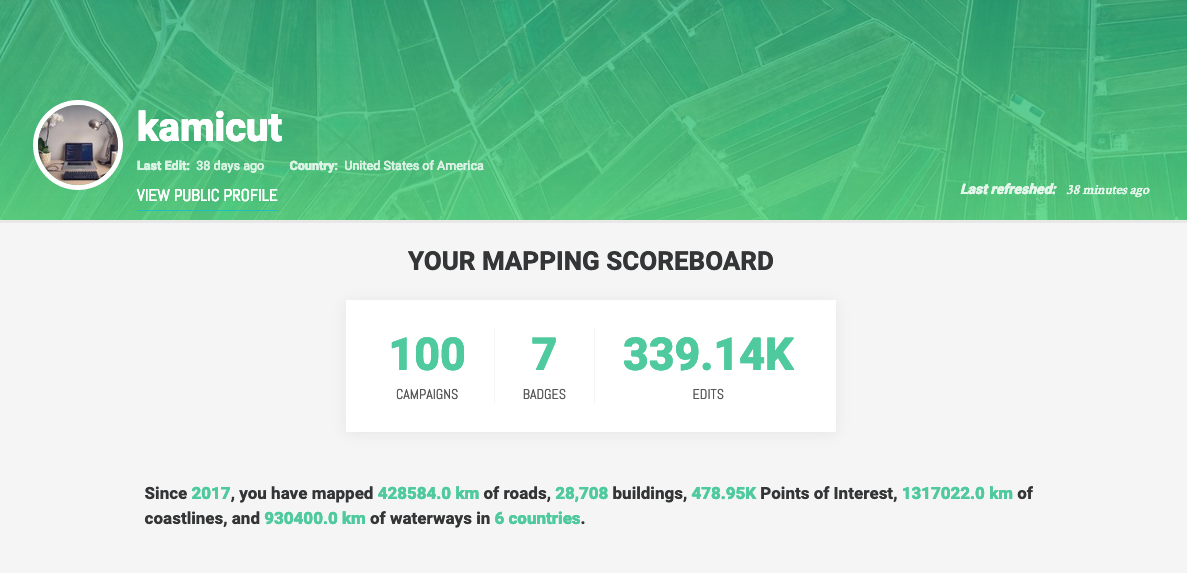 kamicut
Last Edit: 38 days ago Country: United States of America
VIEW PUBLIC PROFILE
Last refreshed: 38 minutes ago
YOUR MAPPING SCOREBOARD
100 7 339.14K
CAMPAIGNS BADGES EDITS
Since 2017, you have mapped 428584.0 km of roads, 28,708 buildings, 478.95K Points of Interest, 1317022.0 km of
coastlines, and 930400.0 km of waterways in 6 countries.